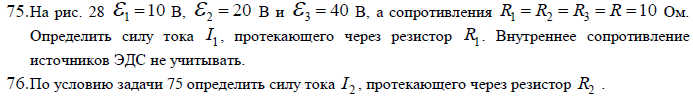 75.На рис. 28 ℰ₁ = 10 В, ℰ₂ = 20 В и ℰ₃ = 40 В, а сопротивления R₁ = R₂ = R₃ = R = 10 Ом.
Определить силу тока I₁, протекающего через резистор R₁. Внутреннее сопротивление
источников ЭДС не учитывать.
76.По условию задачи 75 определить силу тока I₂, протекающего через резистор R₂ .